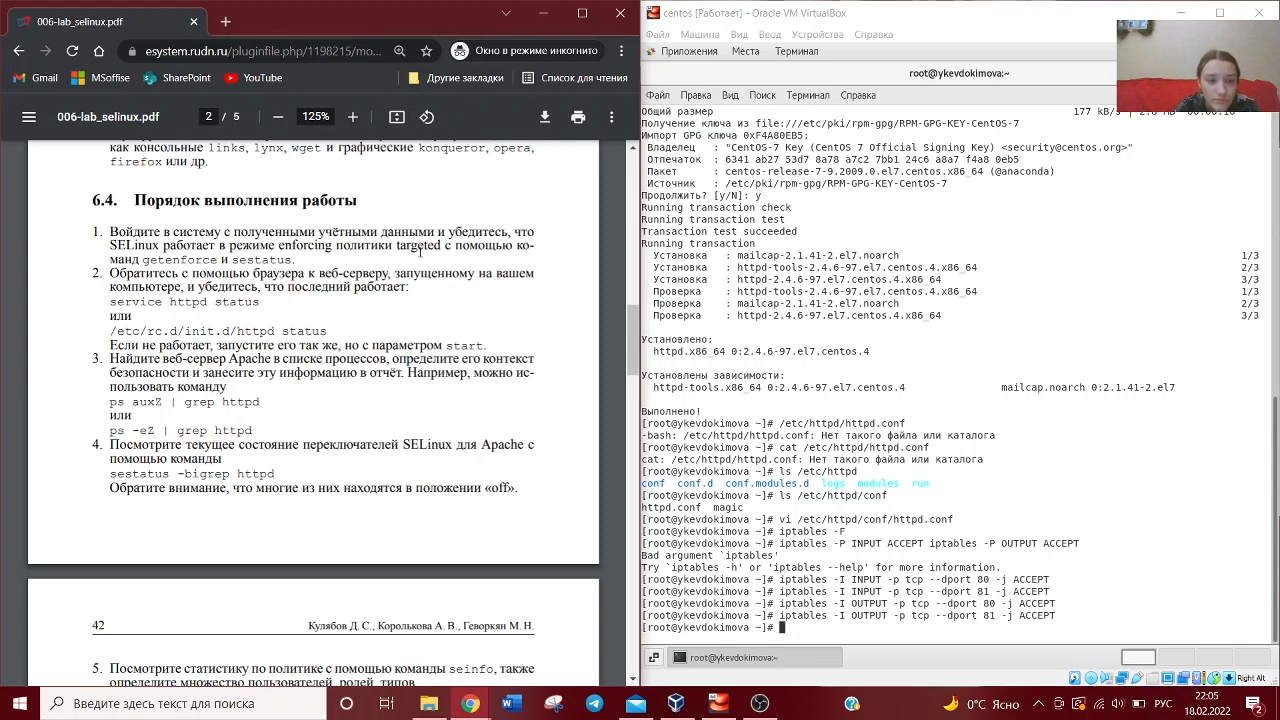 006-lab_selinux.pdf
esystem.rudn.ru/pluginfile.php/1198215/mo...
Окно в режиме инкогнито
Gmail
MSoffise
SharePoint
YouTube
Другие закладки
Список для чтения
006-lab_selinux.pdf
2 / 5
125%
как консольные links, lynx, wget и графические konqueror, opera,
firefox или др.
6.4. Порядок выполнения работы
1. Войдите в систему с полученными учётными данными и убедитесь, что
SELinux работает в режиме enforcing политики targeted с помощью ко-
манд getenforce и sestatus.
2. Обратитесь с помощью браузера к веб-серверу, запущенному на вашем
компьютере, и убедитесь, что последний работает:
service httpd status
или
/etc/rc.d/init.d/httpd status
Если не работает, запустите его так же, но с параметром start.
3. Найдите веб-сервер Apache в списке процессов, определите его контекст
безопасности и занесите эту информацию в отчёт. Например, можно ис-
пользовать команду
ps auxZ | grep httpd
или
ps -eZ | grep httpd
4. Посмотрите текущее состояние переключателей SELinux для Apache с
помощью команды
sestatus -bigrep httpd
Обратите внимание, что многие из них находятся в положении «off».
42
Кулябов Д. С., Королькова А. В., Геворкян М. Н.
5. Посмотрите статистику по политике с помощью команды seinfo, также
определите множество пользователей, ролей, типов.
centos [Работает] - Oracle VM VirtualBox
Файл Машина Вид Ввод Устройства Справка
Приложения Места Терминал
root@ykevdokimova:~
Файл Правка Вид Поиск Терминал Справка
Общий размер 177 kB/s
Получение ключа из file:///etc/pki/rpm-gpg/RPM-GPG-KEY-CentOS-7
Импорт GPG ключа 0xF4A80EB5:
Владелец : "CentOS-7 Key (CentOS 7 Official Signing Key) <security@centos.org>"
Отпечаток : 6341 ab27 53d7 8a78 a7c2 7bb1 24c6 a8a7 f4a8 0eb5
Пакет : centos-release-7-9.2009.0.el7.centos.x86_64 (@anaconda)
Источник : /etc/pki/rpm-gpg/RPM-GPG-KEY-CentOS-7
Продолжить? [y/N]: y
Running transaction check
Running transaction test
Transaction test succeeded
Running transaction
Установка : mailcap-2.1.41-2.el7.noarch 1/3
Установка : httpd-tools-2.4.6-97.el7.centos.4.x86_64 2/3
Установка : httpd-2.4.6-97.el7.centos.4.x86_64 3/3
Проверка : httpd-tools-2.4.6-97.el7.centos.4.x86_64 1/3
Проверка : mailcap-2.1.41-2.el7.noarch 2/3
Проверка : httpd-2.4.6-97.el7.centos.4.x86_64 3/3
Установлено:
httpd.x86_64 0:2.4.6-97.el7.centos.4
Установлены зависимости:
httpd-tools.x86_64 0:2.4.6-97.el7.centos.4 mailcap.noarch 0:2.1.41-2.el7
Выполнено!
[root@ykevdokimova ~]# /etc/httpd/httpd.conf
-bash: /etc/httpd/httpd.conf: Нет такого файла или каталога
[root@ykevdokimova ~]# cat /etc/httpd/httpd.conf
cat: /etc/httpd/httpd.conf: Нет такого файла или каталога
[root@ykevdokimova ~]# ls /etc/httpd
conf conf.d conf.modules.d logs modules run
[root@ykevdokimova ~]# ls /etc/httpd/conf
httpd.conf magic
[root@ykevdokimova ~]# vi /etc/httpd/conf/httpd.conf
[root@ykevdokimova ~]# iptables -F
[root@ykevdokimova ~]# iptables -P INPUT ACCEPT iptables -P OUTPUT ACCEPT
Bad argument `iptables'
Try `iptables -h' or 'iptables --help' for more information.
[root@ykevdokimova ~]# iptables -I INPUT -p tcp --dport 80 -j ACCEPT
[root@ykevdokimova ~]# iptables -I INPUT -p tcp --dport 81 -j ACCEPT
[root@ykevdokimova ~]# iptables -I OUTPUT -p tcp --dport 80 -j ACCEPT
[root@ykevdokimova ~]# iptables -I OUTPUT -p tcp --dport 81 -j ACCEPT
[root@ykevdokimova ~]#
root@ykevdokimova:~
Right Alt
Введите здесь текст для поиска
0°C Ясно
РУС
22:05
18.02.2022
2